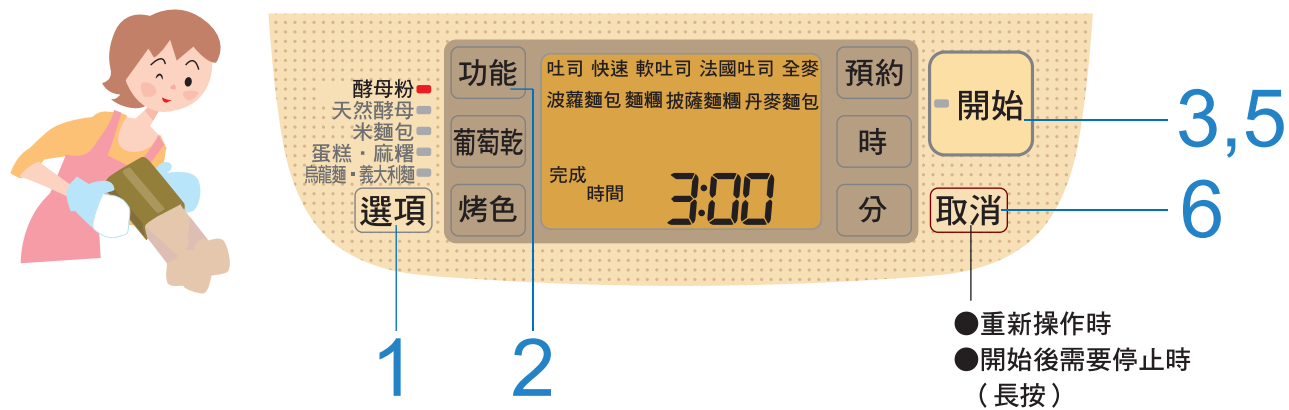 酵母粉
天然酵母
米麵包
蛋糕・麻糬
烏龍麵・義大利麵
選項
功能
葡萄乾
烤色
吐司 快速 軟吐司 法國吐司 全麥
波蘿麵包 麵糰 披薩麵糰 丹麥麵包
完成
時間
3:00
預約
時
分
開始
取消
3,5
6
1
2
●重新操作時
●開始後需要停止時
（長按）